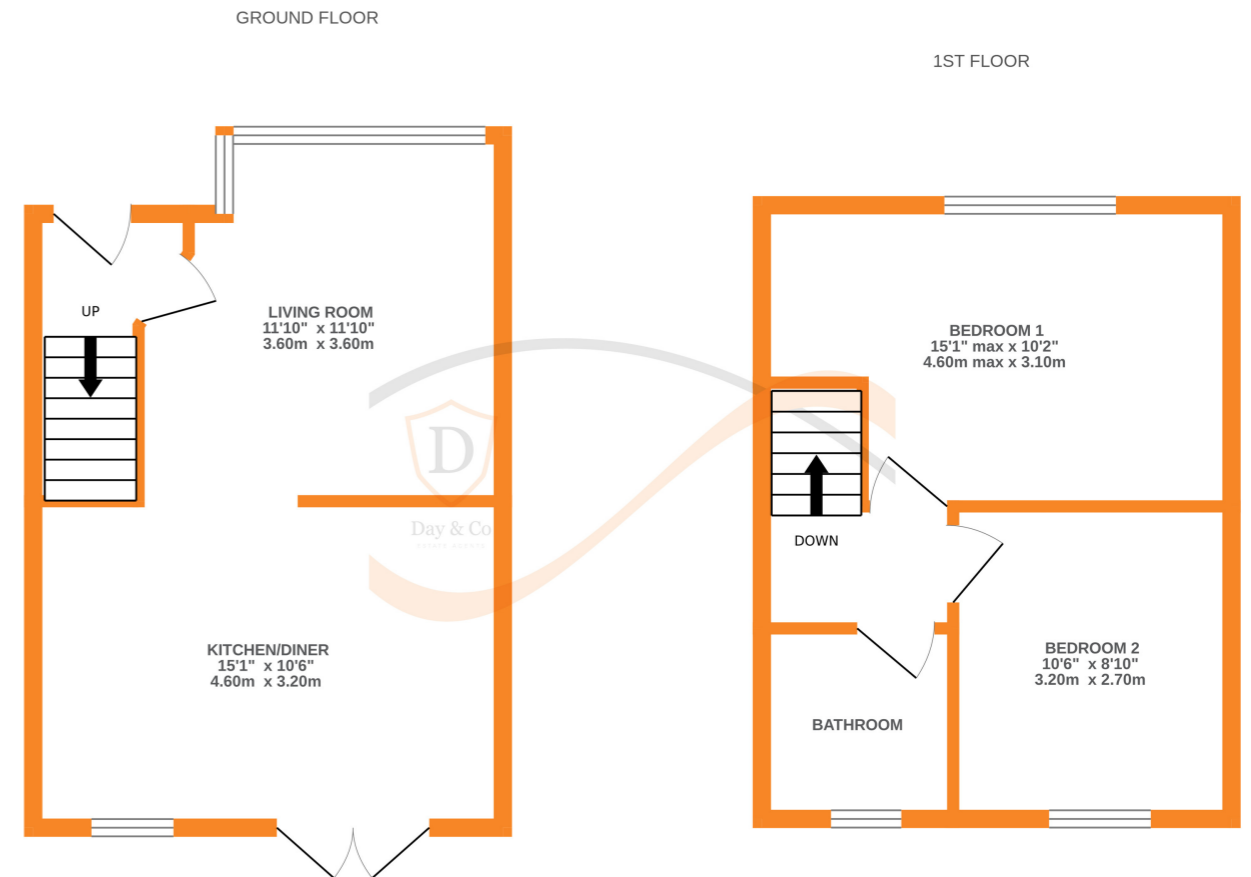 GROUND FLOOR
1ST FLOOR
UP
LIVING ROOM
11'10" x 11'10"
3.60m x 3.60m
KITCHEN/DINER
15'1" x 10'6"
4.60m x 3.20m
D
Day & Co
ESTATE AGENTS
BEDROOM 1
15'1" max x 10'2"
4.60m max x 3.10m
DOWN
BEDROOM 2
10'6" x 8'10"
3.20m x 2.70m
BATHROOM